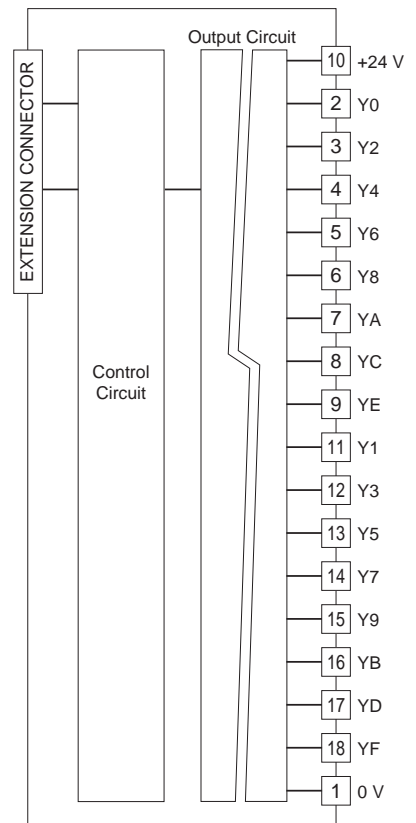 Output Circuit
EXTENSION CONNECTOR
Control
Circuit
10 +24 V
2 Y0
3 Y2
4 Y4
5 Y6
6 Y8
7 YA
8 YC
9 YE
11 Y1
12 Y3
13 Y5
14 Y7
15 Y9
16 YB
17 YD
18 YF
1 0 V